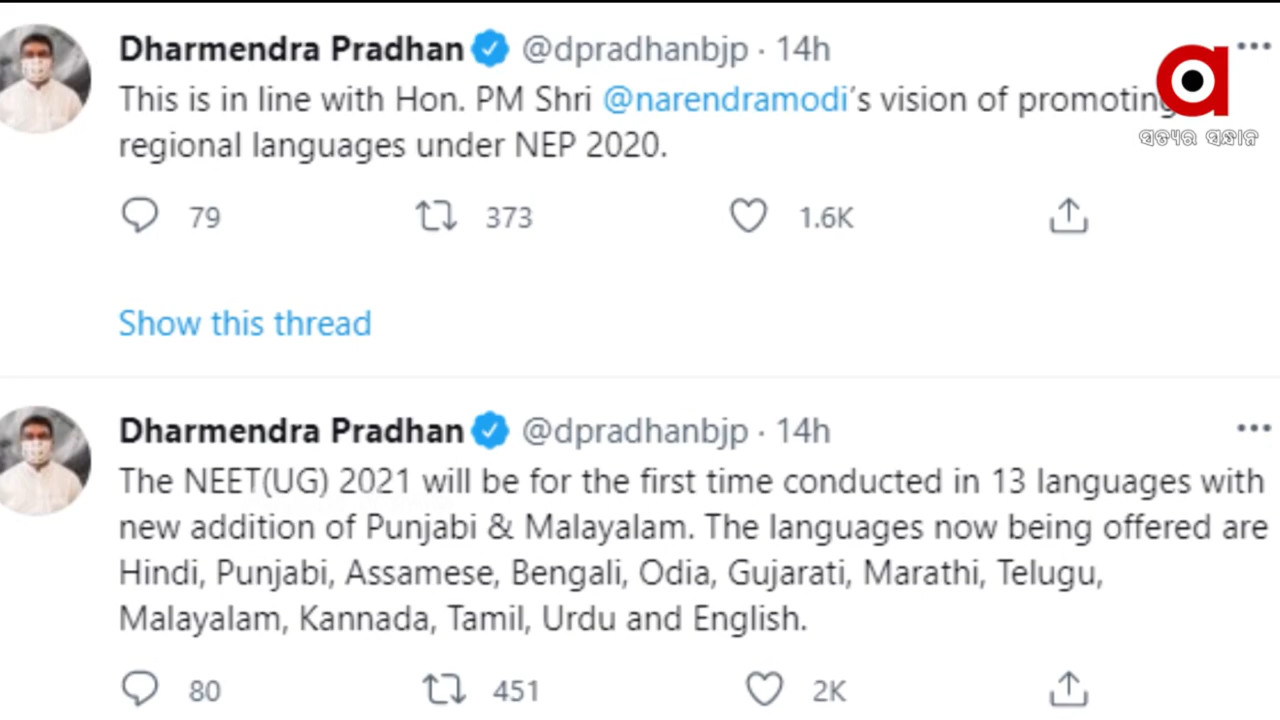 Dharmendra Pradhan @dpradhanbjp · 14h
This is in line with Hon. PM Shri @narendramodi's vision of promoting
ସତ୍ୟର ସନ୍ଧାନ
regional languages under NEP 2020.
79 373 1.6K
Show this thread
Dharmendra Pradhan @dpradhanbjp · 14h
The NEET(UG) 2021 will be for the first time conducted in 13 languages with
new addition of Punjabi & Malayalam. The languages now being offered are
Hindi, Punjabi, Assamese, Bengali, Odia, Gujarati, Marathi, Telugu,
Malayalam, Kannada, Tamil, Urdu and English.
80 451 2K